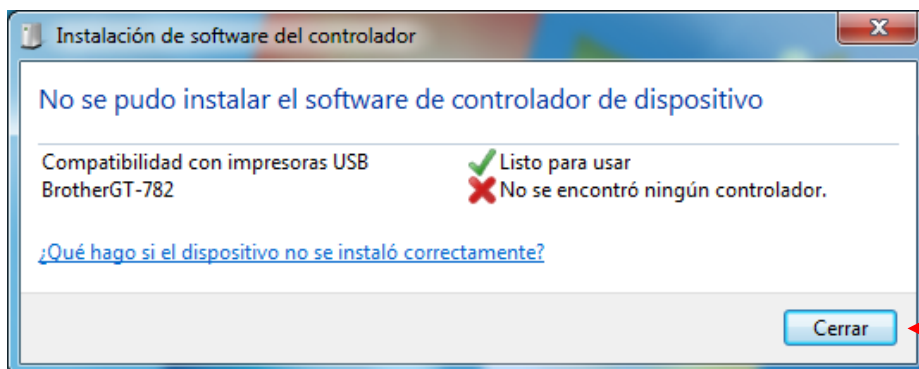 Instalación de software del controlador
No se pudo instalar el software de controlador de dispositivo
Compatibilidad con impresoras USB Listo para usar
BrotherGT-782 No se encontró ningún controlador.
¿Qué hago si el dispositivo no se instaló correctamente?
Cerrar